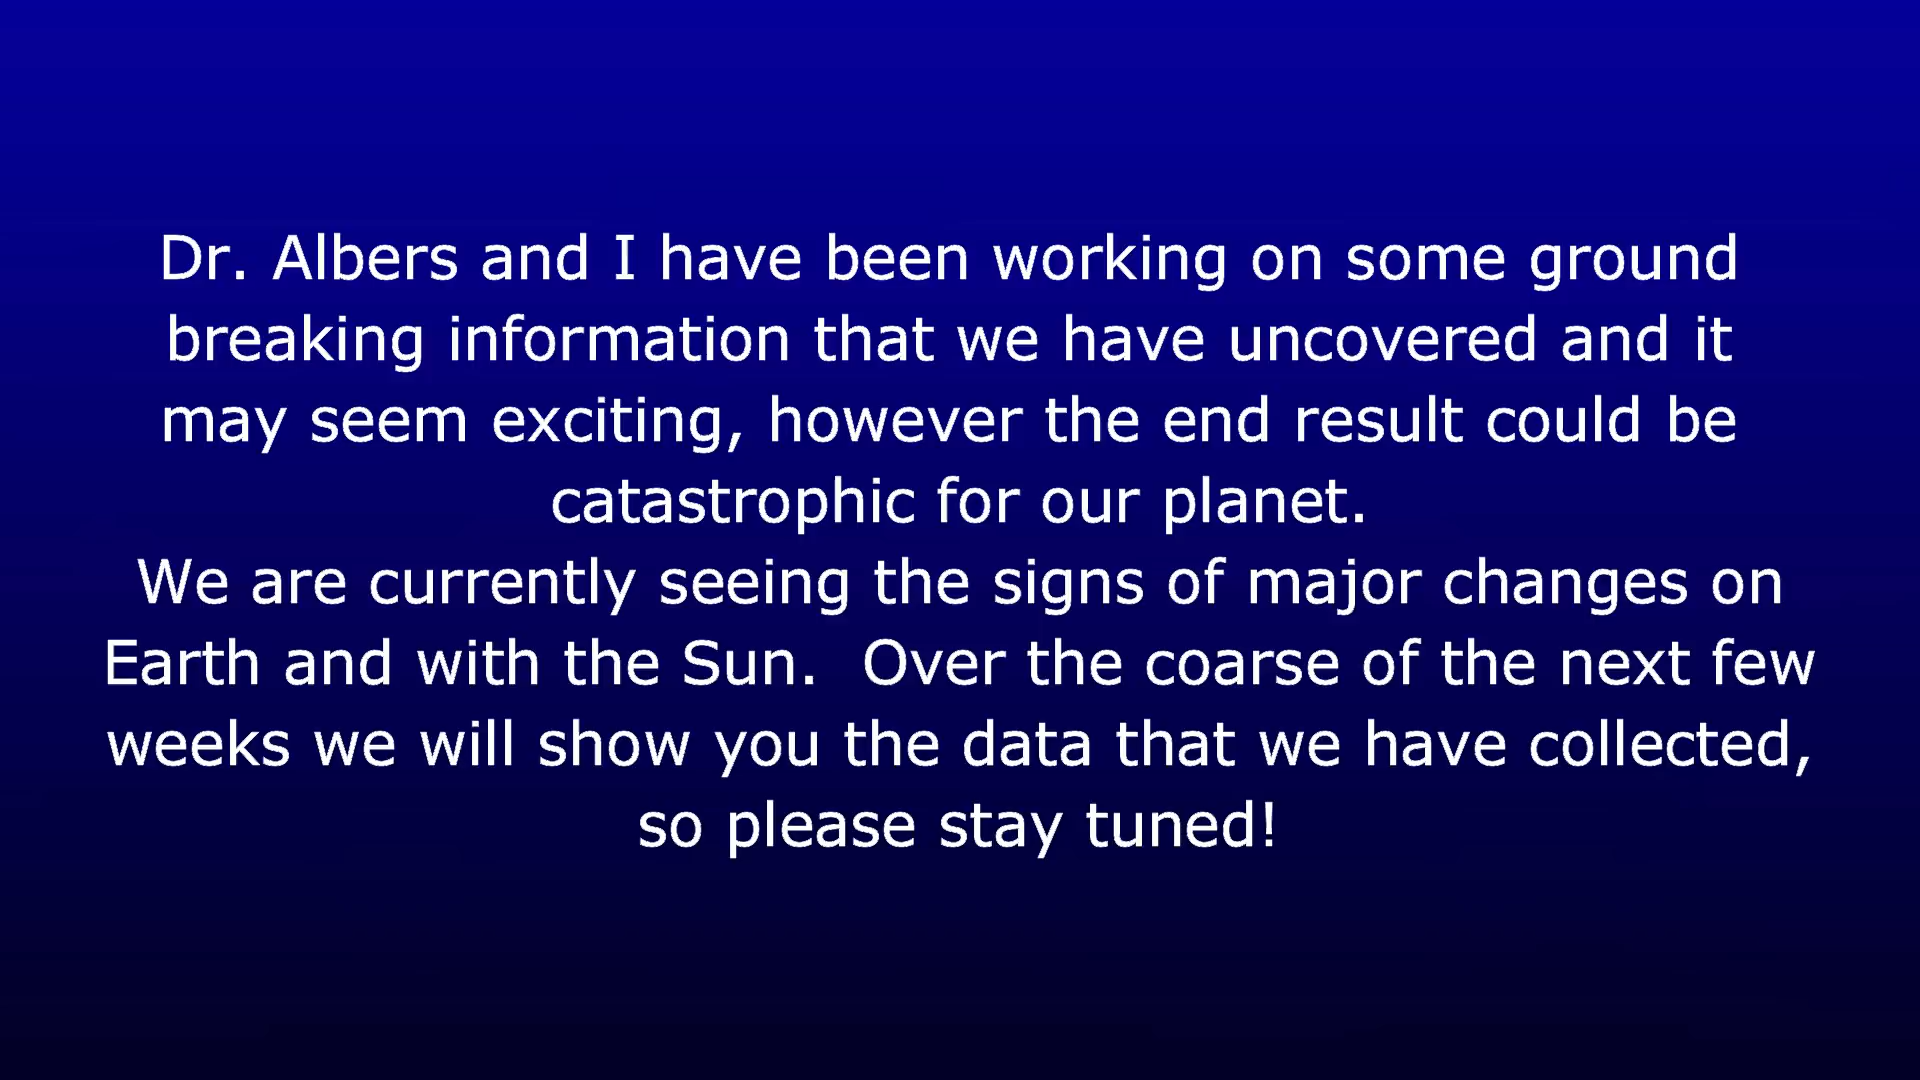 Dr. Albers and I have been working on some ground
breaking information that we have uncovered and it
may seem exciting, however the end result could be
catastrophic for our planet.
We are currently seeing the signs of major changes on
Earth and with the Sun.  Over the coarse of the next few
weeks we will show you the data that we have collected,
so please stay tuned!